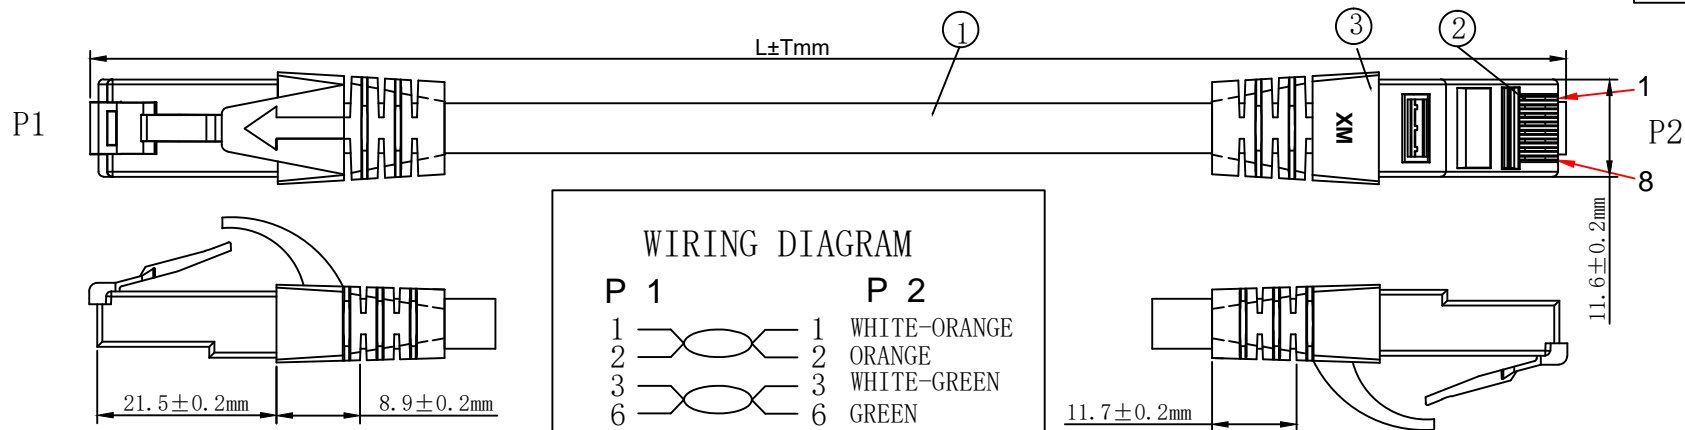 L±Tmm
1
3
2
P1
XM
1
P2
8
11.6±0.2mm
WIRING DIAGRAM
P 1 P 2
1 1 WHITE-ORANGE
2 2 ORANGE
3 3 WHITE-GREEN
6 6 GREEN
21.5±0.2mm
8.9±0.2mm
11.7±0.2mm